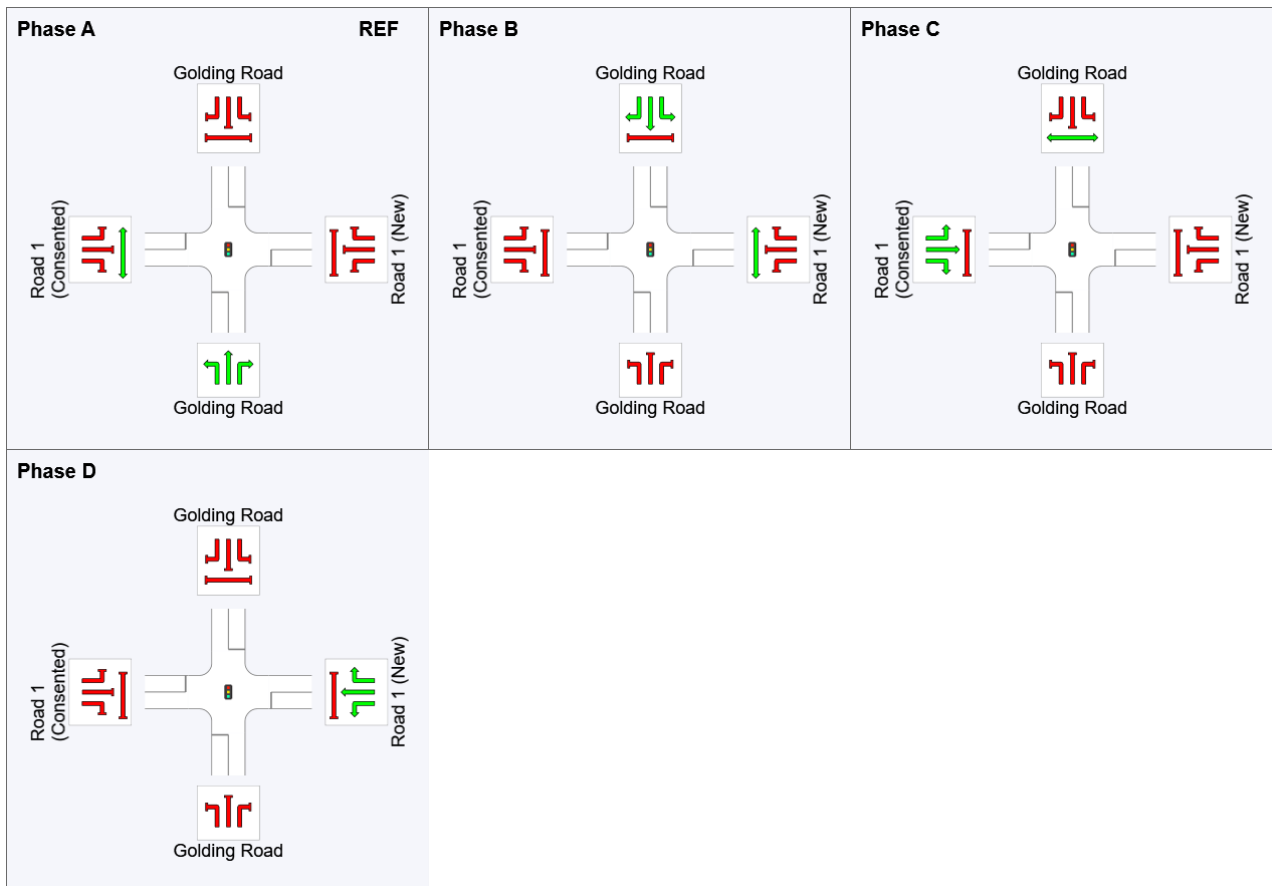 Phase A
REF
Golding Road
Road 1
(Consented)
Road 1 (New)
Golding Road
Phase B
Golding Road
Road 1
(Consented)
Road 1 (New)
Golding Road
Phase C
Golding Road
Road 1
(Consented)
Road 1 (New)
Golding Road
Phase D
Golding Road
Road 1
(Consented)
Road 1 (New)
Golding Road